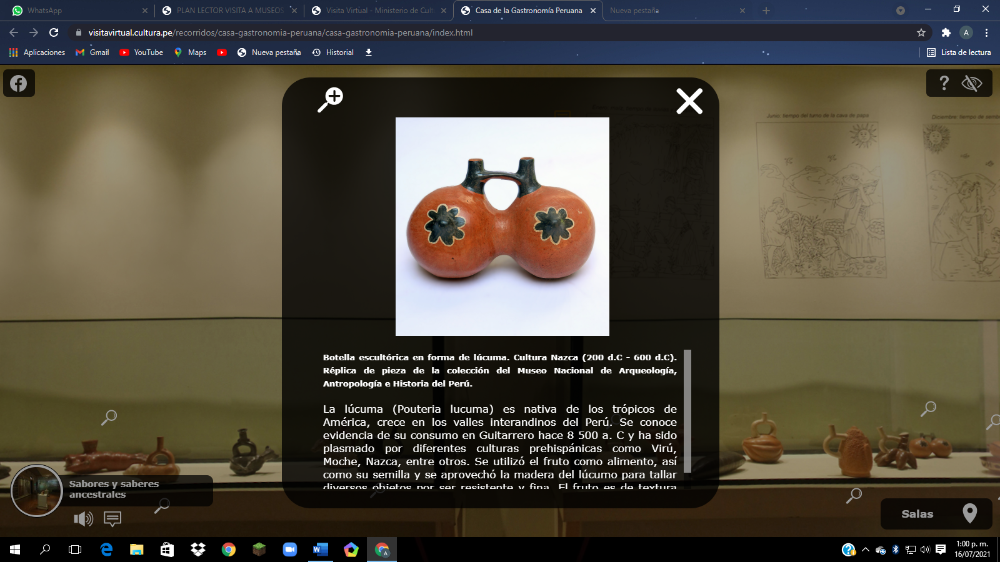 WhatsApp
PLAN LECTOR VISITA A MUSEOS
Visita Virtual - Ministerio de Cult
Casa de la Gastronomía Peruana
Nueva pestaña
visitavirtual.cultura.pe/recorridos/casa-gastronomia-peruana/casa-gastronomia-peruana/index.html
A
Aplicaciones
Gmail
YouTube
Maps
Nueva pestaña
Historial
Lista de lectura
?
Junio: tiempo del turno de la cava de papa
Diciembre: tiempo de
Botella escultórica en forma de lúcuma. Cultura Nazca (200 d.C - 600 d.C).
Réplica de pieza de la colección del Museo Nacional de Arqueología,
Antropología e Historia del Perú.
La lúcuma (Pouteria lucuma) es nativa de los trópicos de
América, crece en los valles interandinos del Perú. Se conoce
evidencia de su consumo en Guitarrero hace 8 500 a. C y ha sido
plasmado por diferentes culturas prehispánicas como Virú,
Moche, Nazca, entre otros. Se utilizó el fruto como alimento, así
como su semilla y se aprovechó la madera del lúcumo para tallar
diversos objetos por ser resistente y fina. El fruto es de textura
Sabores y saberes
ancestrales
Salas
1:00 p. m.
16/07/2021